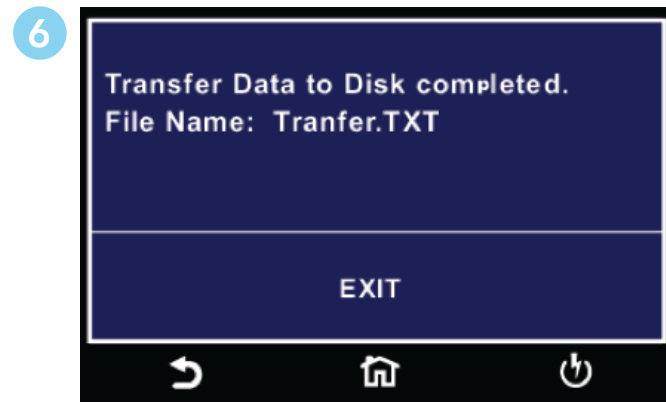 6
Transfer Data to Disk completed.
File Name: Tranfer.TXT
EXIT